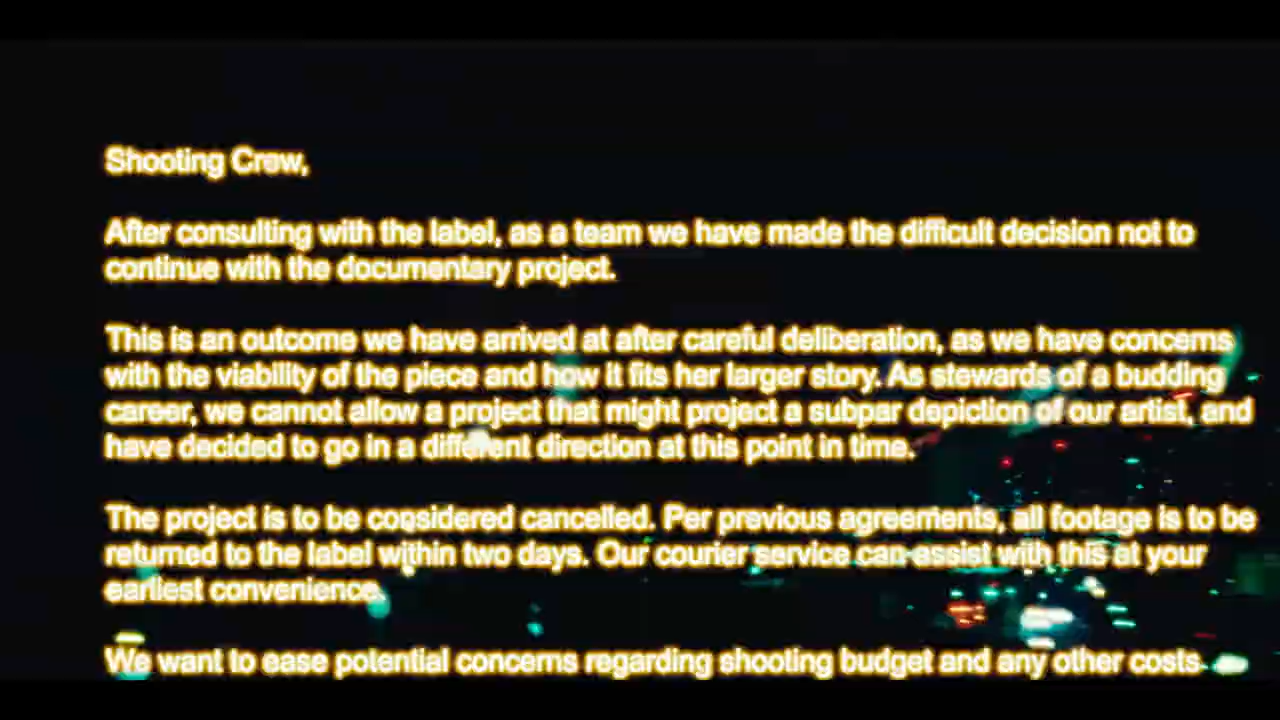 Shooting Crew,
After consulting with the label, as a team we have made the difficult decision not to
continue with the documentary project.
This is an outcome we have arrived at after careful deliberation, as we have concerns
with the viability of the piece and how it fits her larger story. As stewards of a budding
career, we cannot allow a project that might project a subpar depiction of our artist, and
have decided to go in a different direction at this point in time.
The project is to be considered cancelled. Per previous agreements, all footage is to be
returned to the label within two days. Our courier service can assist with this at your
earliest convenience.
We want to ease potential concerns regarding shooting budget and any other costs